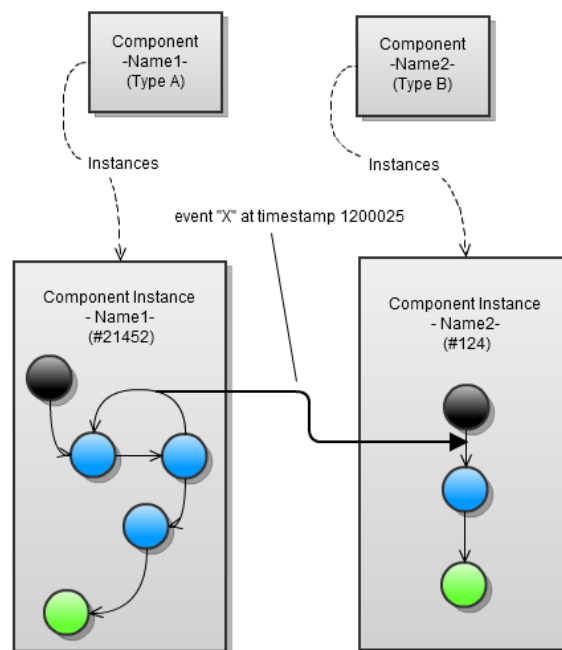 Component
-Name1-
(Type A)
Component
-Name2-
(Type B)
Instances
Instances
event "X" at timestamp 1200025
Component Instance
- Name1-
(#21452)
Component Instance
- Name2-
(#124)